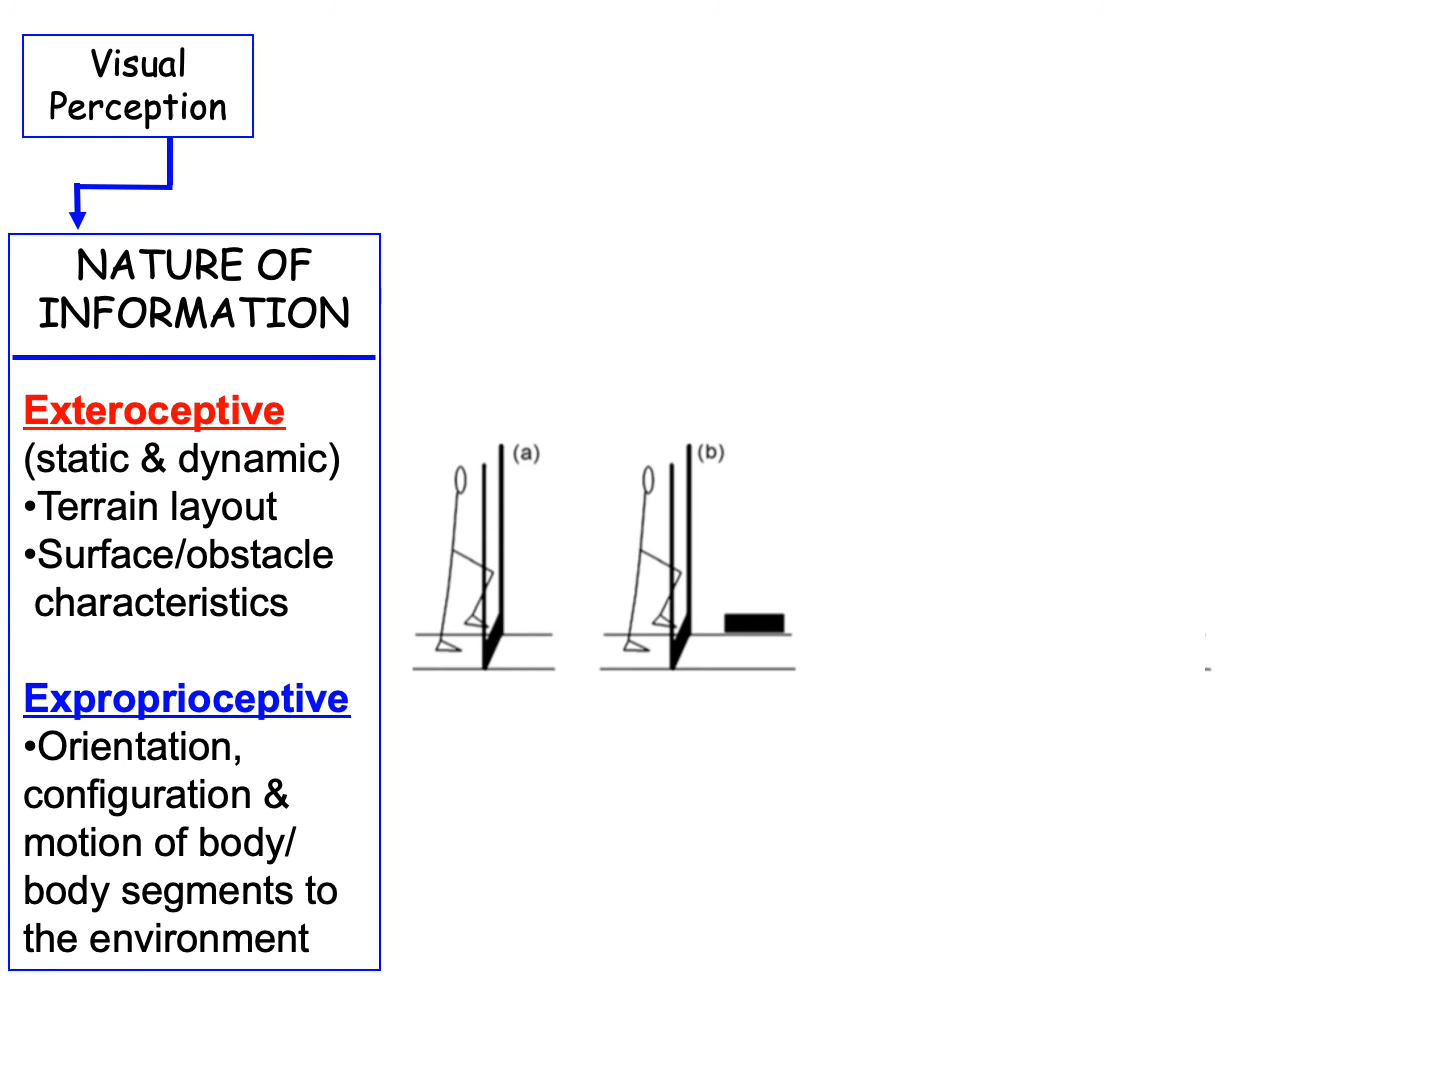 Visual
Perception
NATURE OF
INFORMATION
Exteroceptive
(static & dynamic)
•Terrain layout
•Surface/obstacle
characteristics
Exproprioceptive
•Orientation,
configuration &
motion of body/
body segments to
the environment
(a)
(b)